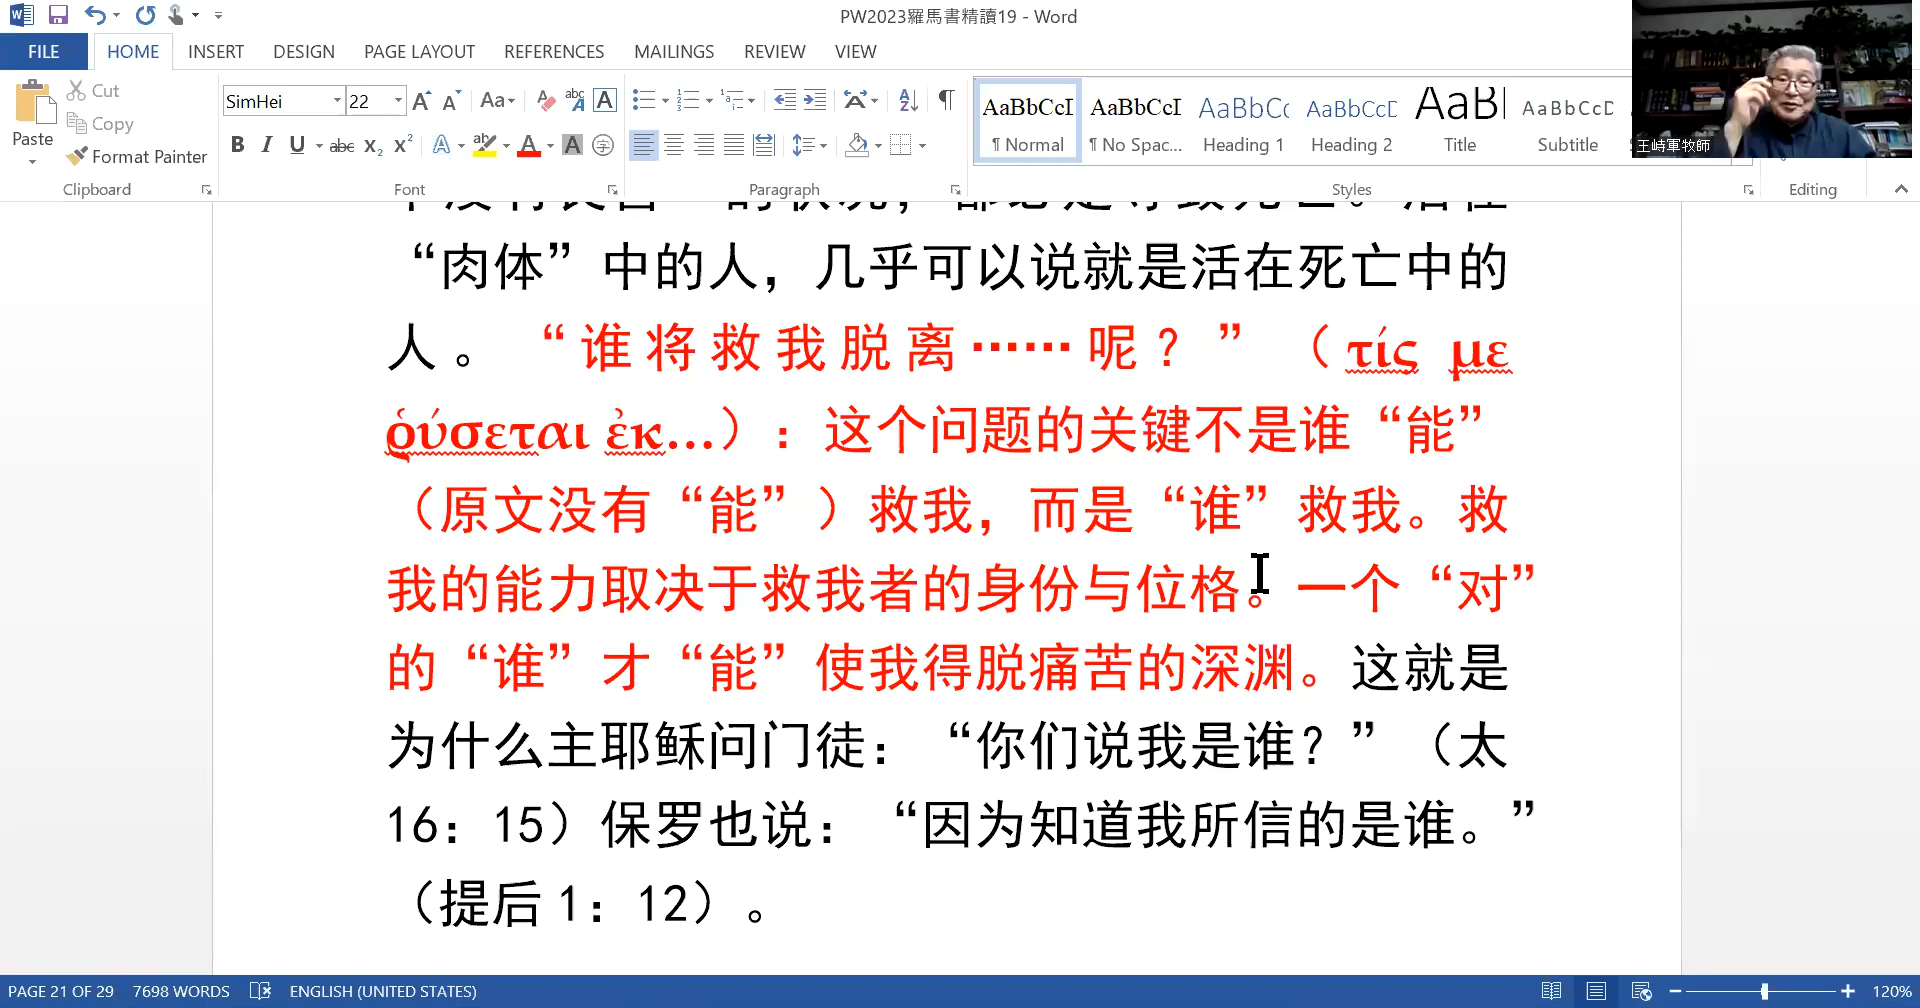 PW2023羅馬書精讀19 - Word
FILE HOME INSERT DESIGN PAGE LAYOUT REFERENCES MAILINGS REVIEW VIEW
Cut
Copy
Format Painter
Paste
Clipboard
SimHei 22
Font
Paragraph
AaBbCcI AaBbCcI AaBbCc AaBbCcD AaBI AaBbCcD
¶ Normal ¶ No Spac... Heading 1 Heading 2 Title Subtitle
Styles
Editing
王峙軍牧師
“肉体”中的人，几乎可以说就是活在死亡中的
人。“谁将救我脱离……呢？”（τίς με
ῥύσεται ἐκ…）：这个问题的关键不是谁“能”
（原文没有“能”）救我，而是“谁”救我。救
我的能力取决于救我者的身份与位格。一个“对”
的“谁”才“能”使我得脱痛苦的深渊。这就是
为什么主耶稣问门徒：“你们说我是谁？”（太
16：15）保罗也说：“因为知道我所信的是谁。”
（提后1：12）。
PAGE 21 OF 29 7698 WORDS ENGLISH (UNITED STATES) 120%